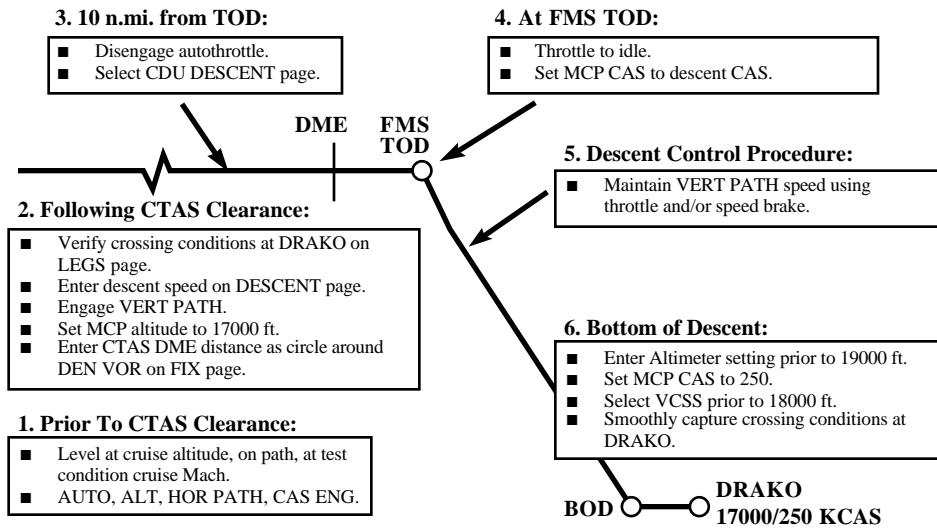 3. 10 n.mi. from TOD:
■ Disengage autothrottle.
■ Select CDU DESCENT page.
4. At FMS TOD:
■ Throttle to idle.
■ Set MCP CAS to descent CAS.
DME
FMS
TOD
5. Descent Control Procedure:
■ Maintain VERT PATH speed using
throttle and/or speed brake.
2. Following CTAS Clearance:
■ Verify crossing conditions at DRAKO on
LEGS page.
■ Enter descent speed on DESCENT page.
■ Engage VERT PATH.
■ Set MCP altitude to 17000 ft.
■ Enter CTAS DME distance as circle around
DEN VOR on FIX page.
6. Bottom of Descent:
■ Enter Altimeter setting prior to 19000 ft.
■ Set MCP CAS to 250.
■ Select VCSS prior to 18000 ft.
■ Smoothly capture crossing conditions at
DRAKO.
1. Prior To CTAS Clearance:
■ Level at cruise altitude, on path, at test
condition cruise Mach.
■ AUTO, ALT, HOR PATH, CAS ENG.
BOD
DRAKO
17000/250 KCAS